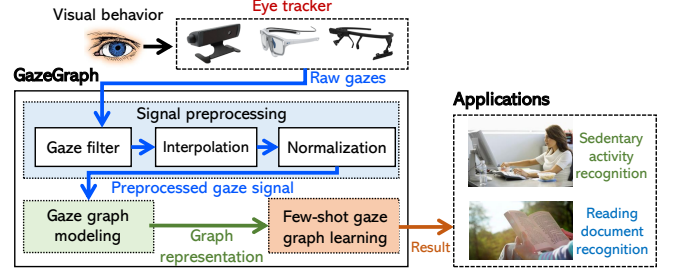 Eye tracker
Visual behavior
GazeGraph
Raw gazes
Signal preprocessing
Gaze filter
Interpolation
Normalization
Preprocessed gaze signal
Gaze graph
modeling
Graph
representation
Few-shot gaze
graph learning
Result
Applications
Sedentary
activity
recognition
Reading
document
recognition